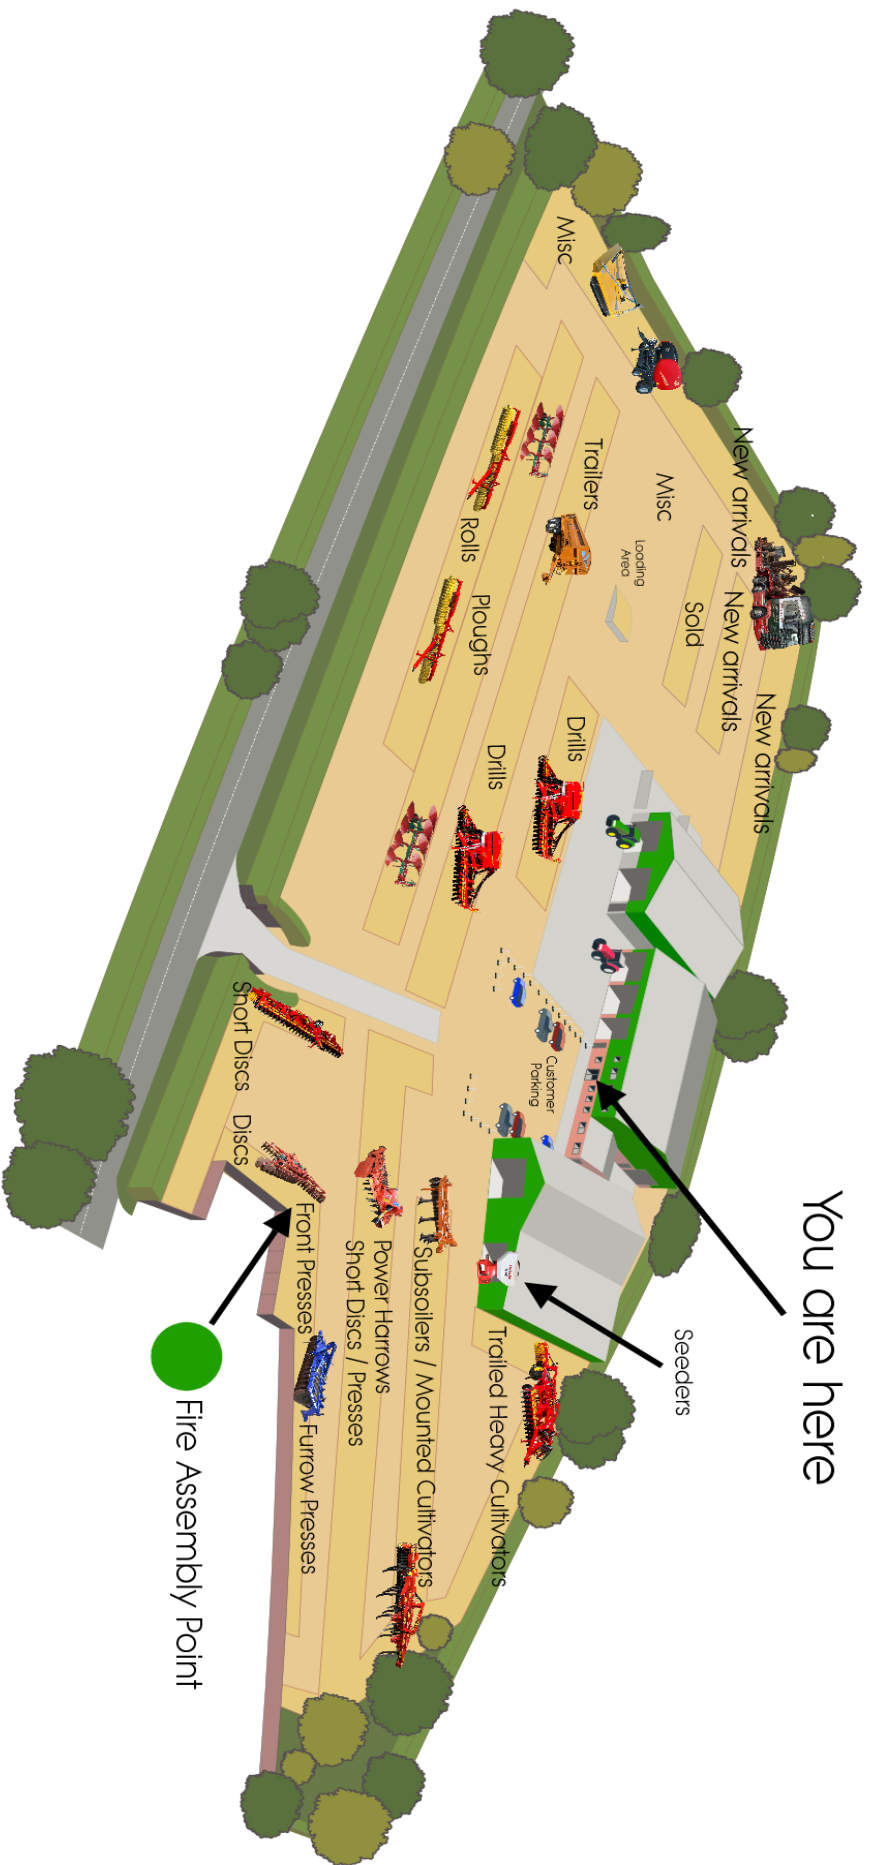 You are here
Seeders
New arrivals
New arrivals
New arrivals
Sold
Misc
Misc
Loading
Area
Trailers
Rolls
Ploughs
Drills
Drills
Customer
Parking
Trailed Heavy Cultivators
Subsoilers / Mounted Cultivators
Power Harrows
Short Discs / Presses
Short Discs
Discs
Front Presses
Furrow Presses
Fire Assembly Point